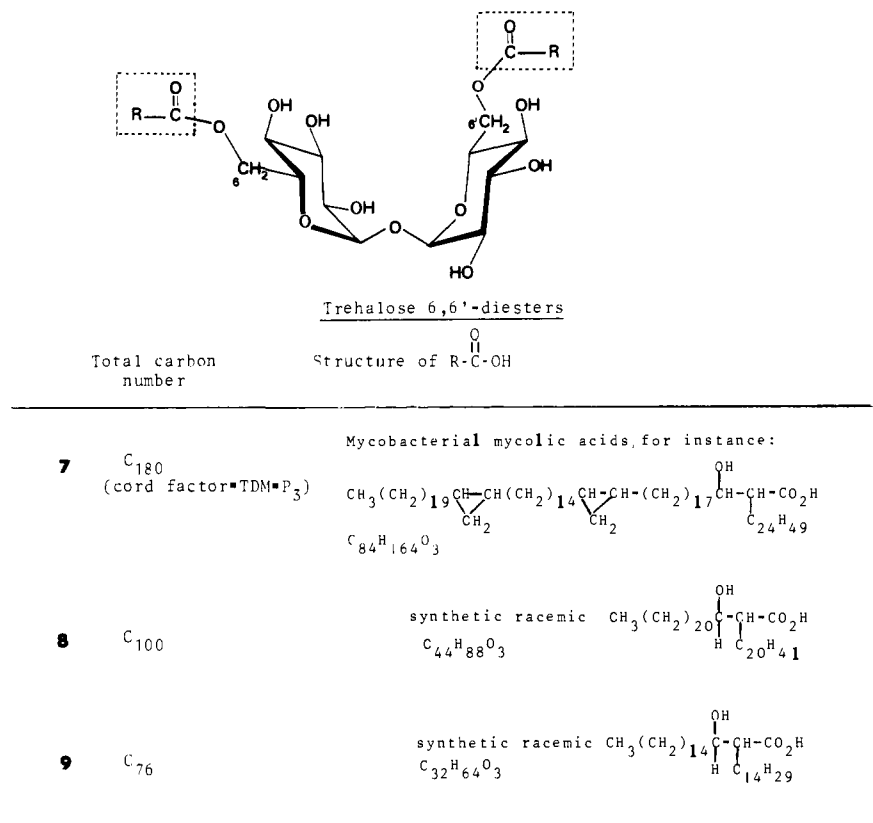 O
C—R
O
O
6' CH2
OH
OH
HO
O
R—C
O
O
6 CH2
OH
OH
OH
O
O
Trehalose 6,6'-diesters
Total carbon number
Structure of R-C-OH
O
7
C180
(cord factor=TDM=P3)
Mycobacterial mycolic acids, for instance:
OH
CH3(CH2)19CH-CH(CH2)14CH-CH-(CH2)17CH-CH-CO2H
CH2
CH2
C24H49
C84H164O3
8
C100
synthetic racemic
OH
CH3(CH2)20C-CH-CO2H
H
C20H41
C44H88O3
9
C76
synthetic racemic
OH
CH3(CH2)14C-CH-CO2H
H
C14H29
C32H64O3